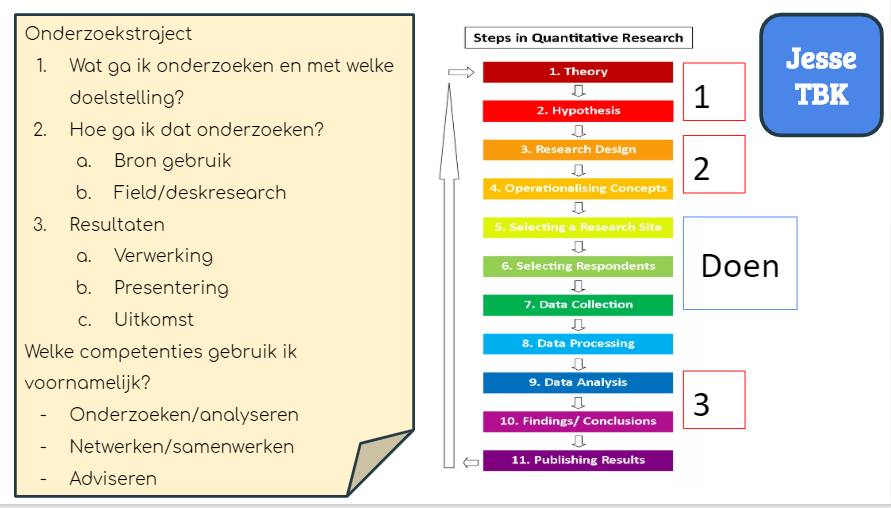 Onderzoekstraject
1. Wat ga ik onderzoeken en met welke
doelstelling?
2. Hoe ga ik dat onderzoeken?
a. Bron gebruik
b. Field/deskresearch
3. Resultaten
a. Verwerking
b. Presentering
c. Uitkomst
Welke competenties gebruik ik
voornamelijk?
- Onderzoeken/analyseren
- Netwerken/samenwerken
- Adviseren
Steps in Quantitative Research
1. Theory
2. Hypothesis
3. Research Design
4. Operationalising Concepts
5. Selecting a Research Site
6. Selecting Respondents
7. Data Collection
8. Data Processing
9. Data Analysis
10. Findings/ Conclusions
11. Publishing Results
1
2
Doen
3
Jesse
TBK